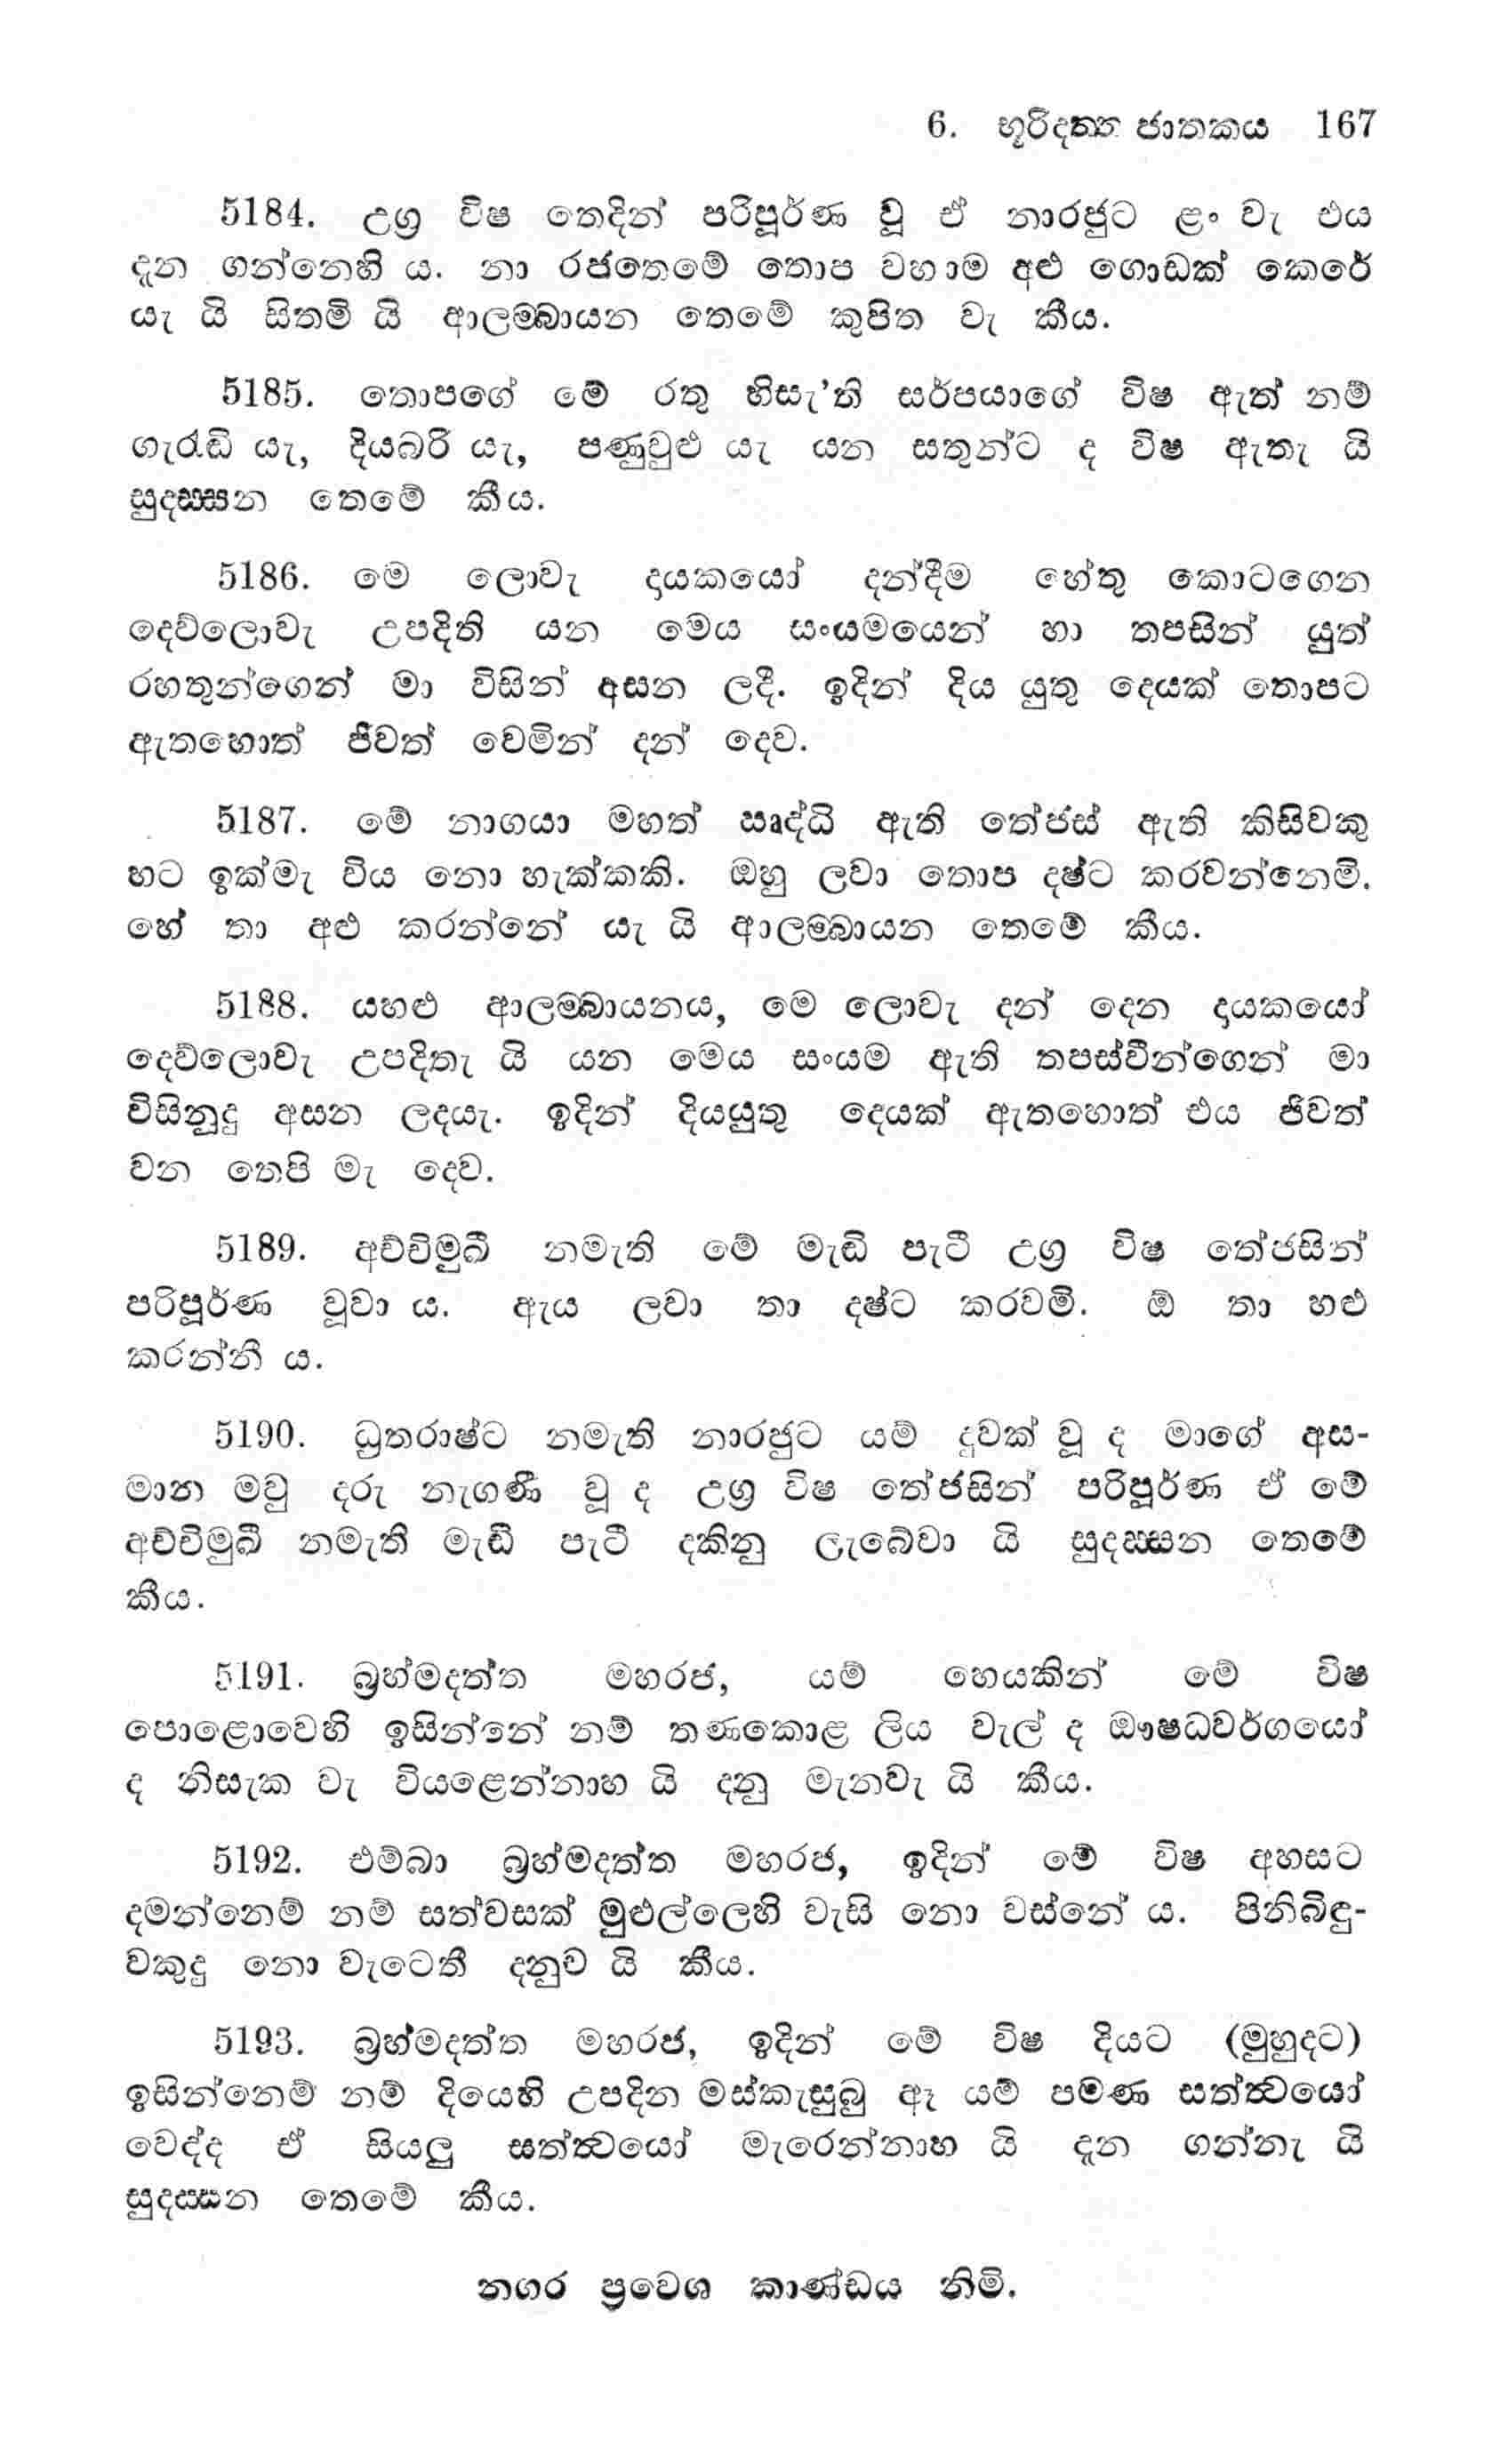 6. භූරිදත්ත ජාතකය 167
5184. උග්‍ර විෂ තෙදින් පරිපූර්ණ වූ ඒ නාරජුට ළං වැ එය
දැන ගන්නෙහි ය. නා රජතෙමේ තොප වහාම අළු ගොඩක් කෙරේ
යැ යි සිතමි යි ආලම්බායන තෙමේ කුපිත වැ කීය.
5185. තොපගේ මේ රතු හිසැ'ති සර්පයාගේ විෂ ඇත් නම්
ගැරඬි යැ, දියබරි යැ, පණුවුළු යැ යන සතුන්ට ද විෂ ඇතැ යි
සුදස්සන තෙමේ කීය.
5186. මෙ ලොවැ දායකයෝ දන්දීම හේතු කොටගෙන
දෙව්ලොවැ උපදිති යන මෙය සංයමයෙන් හා තපසින් යුත්
රහතුන්ගෙන් මා විසින් අසන ලදි. ඉදින් දිය යුතු දෙයක් තොපට
ඇතහොත් ජීවත් වෙමින් දන් දෙව.
5187. මේ නාගයා මහත් ඍද්ධි ඇති තේජස් ඇති කිසිවකු
හට ඉක්මැ විය නො හැක්කකි. ඔහු ලවා තොප දෂ්ට කරවන්නෙමි.
හේ තා අළු කරන්නේ යැ යි ආලම්බායන තෙමේ කීය.
5188. යහළු ආලම්බායනය, මෙ ලොවැ දන් දෙන දායකයෝ
දෙව්ලොවැ උපදිතැ යි යන මෙය සංයම ඇති තපස්වීන්ගෙන් මා
විසිනුදු අසන ලදයැ. ඉදින් දියයුතු දෙයක් ඇතහොත් එය ජීවත්
වන තෙපි මැ දෙව.
5189. අච්චිමුඛී නමැති මේ මැඬි පැටී උග්‍ර විෂ තේජසින්
පරිපූර්ණ වූවා ය. ඇය ලවා තා දෂ්ට කරවමි. ඕ තා හළු
කරන්නී ය.
5190. ධ්‍රතරාෂ්ට නමැති නාරජුට යම් දුවක් වූ ද මාගේ අස-
මාන මවු දරු නැගණී වූ ද උග්‍ර විෂ තේජසින් පරිපූර්ණ ඒ මේ
අච්චිමුඛී නමැති මැඬි පැටී දකිනු ලැබේවා යි සුදස්සන තෙමේ
කීය.
5191. බ්‍රහ්මදත්ත මහරජ, යම් හෙයකින් මේ විෂ
පොළොවෙහි ඉසින්නේ නම් තණකොළ ලිය වැල් ද ඖෂධවර්ගයෝ
ද නිසැක වැ වියළෙන්නාහ යි දනු මැනවැ යි කීය.
5192. එම්බා බ්‍රහ්මදත්ත මහරජ, ඉදින් මේ විෂ අහසට
දමන්නෙම් නම් සත්වසක් මුළුල්ලෙහි වැසි නො වස්නේ ය. පිනිබිඳු-
වකුදු නො වැටෙතී දනුව යි කීය.
5193. බ්‍රහ්මදත්ත මහරජ, ඉදින් මේ විෂ දියට (මුහුදට)
ඉසින්නෙම් නම් දියෙහි උපදින මස්කැසුබු ඈ යම් පමණ සත්ත්‍වයෝ
වෙද්ද ඒ සියලු සත්ත්‍වයෝ මැරෙන්නාහ යි දැන ගන්නැ යි
සුදස්සන තෙමේ කීය.
නගර ප්‍රවෙශ කාණ්ඩය නිමි.